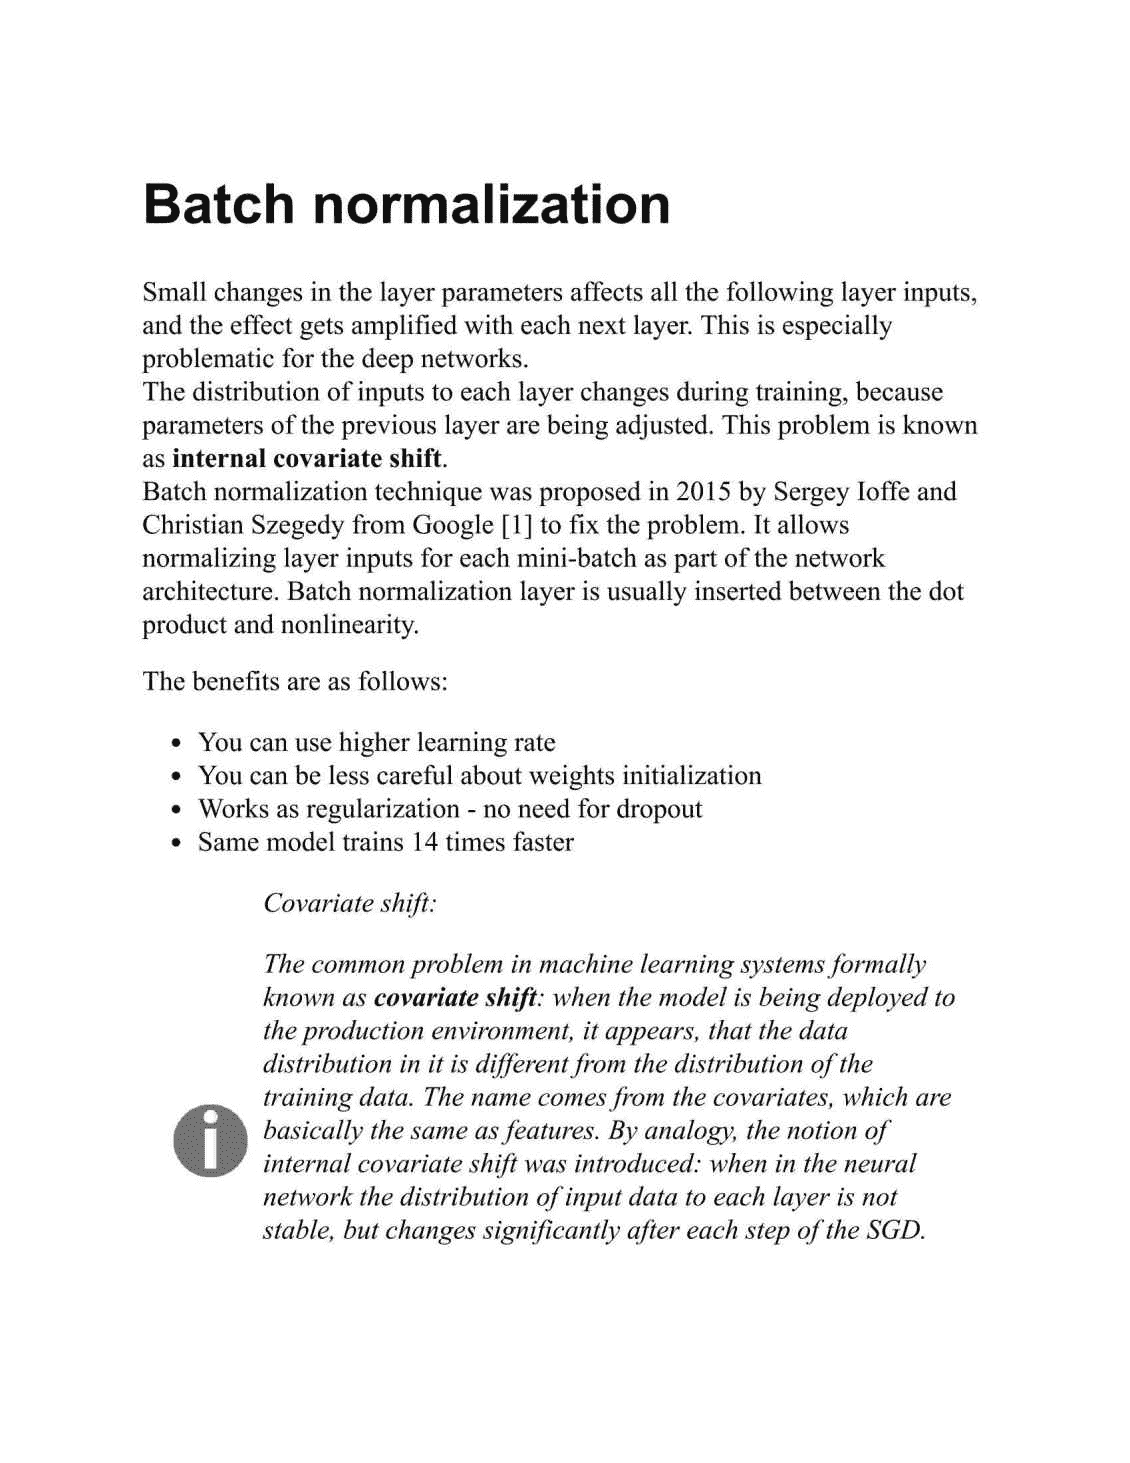 Batch normalization
Small changes in the layer parameters affects all the following layer inputs,
and the effect gets amplified with each next layer. This is especially
problematic for the deep networks.
The distribution of inputs to each layer changes during training, because
parameters of the previous layer are being adjusted. This problem is known
as internal covariate shift.
Batch normalization technique was proposed in 2015 by Sergey Ioffe and
Christian Szegedy from Google [1] to fix the problem. It allows
normalizing layer inputs for each mini-batch as part of the network
architecture. Batch normalization layer is usually inserted between the dot
product and nonlinearity.
The benefits are as follows:
• You can use higher learning rate
• You can be less careful about weights initialization
• Works as regularization - no need for dropout
• Same model trains 14 times faster
Covariate shift:
The common problem in machine learning systems formally
known as covariate shift: when the model is being deployed to
the production environment, it appears, that the data
distribution in it is different from the distribution of the
training data. The name comes from the covariates, which are
basically the same as features. By analogy, the notion of
internal covariate shift was introduced: when in the neural
network the distribution of input data to each layer is not
stable, but changes significantly after each step of the SGD.